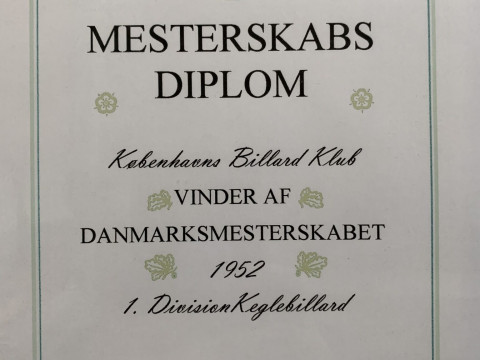 MESTERSKABS
DIPLOM
Københavns Billard Klub
VINDER AF
DANMARKSMESTERSKABET
1952
1. DivisionKeglebillard